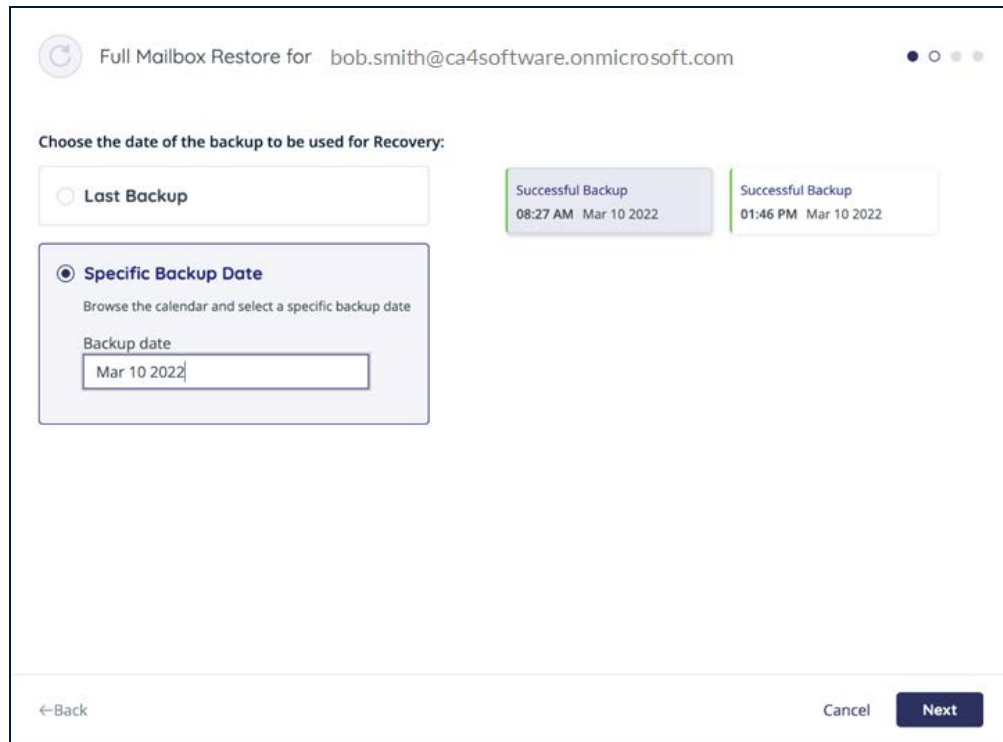 Full Mailbox Restore for bob.smith@ca4software.onmicrosoft.com
Choose the date of the backup to be used for Recovery:
Last Backup
Specific Backup Date
Browse the calendar and select a specific backup date
Backup date
Mar 10 2022
Successful Backup
08:27 AM Mar 10 2022
Successful Backup
01:46 PM Mar 10 2022
←Back
Cancel
Next